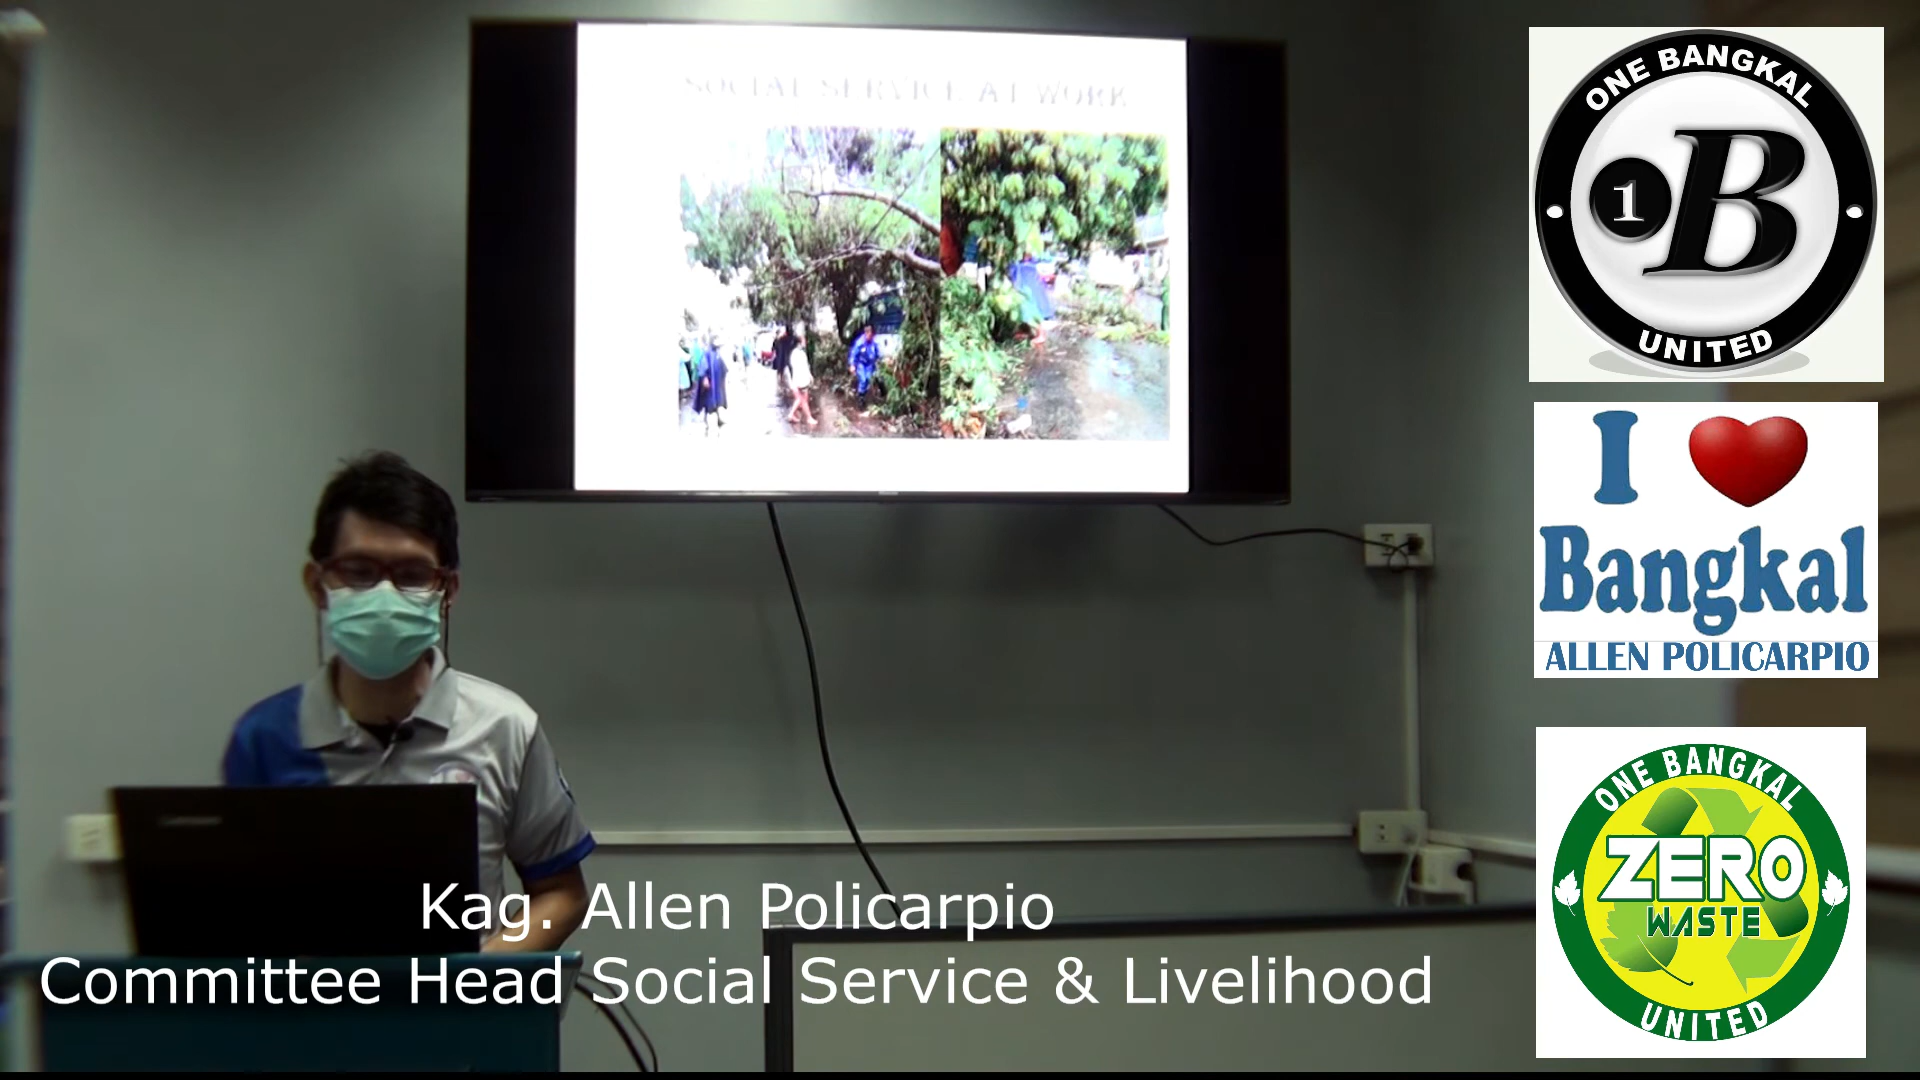 SOCIAL SERVICE AT WORK
ONE BANGKAL
1B
UNITED
I
Bangkal
ALLEN POLICARPIO
ONE BANGKAL
ZERO
WASTE
UNITED
Kag. Allen Policarpio
Committee Head Social Service & Livelihood